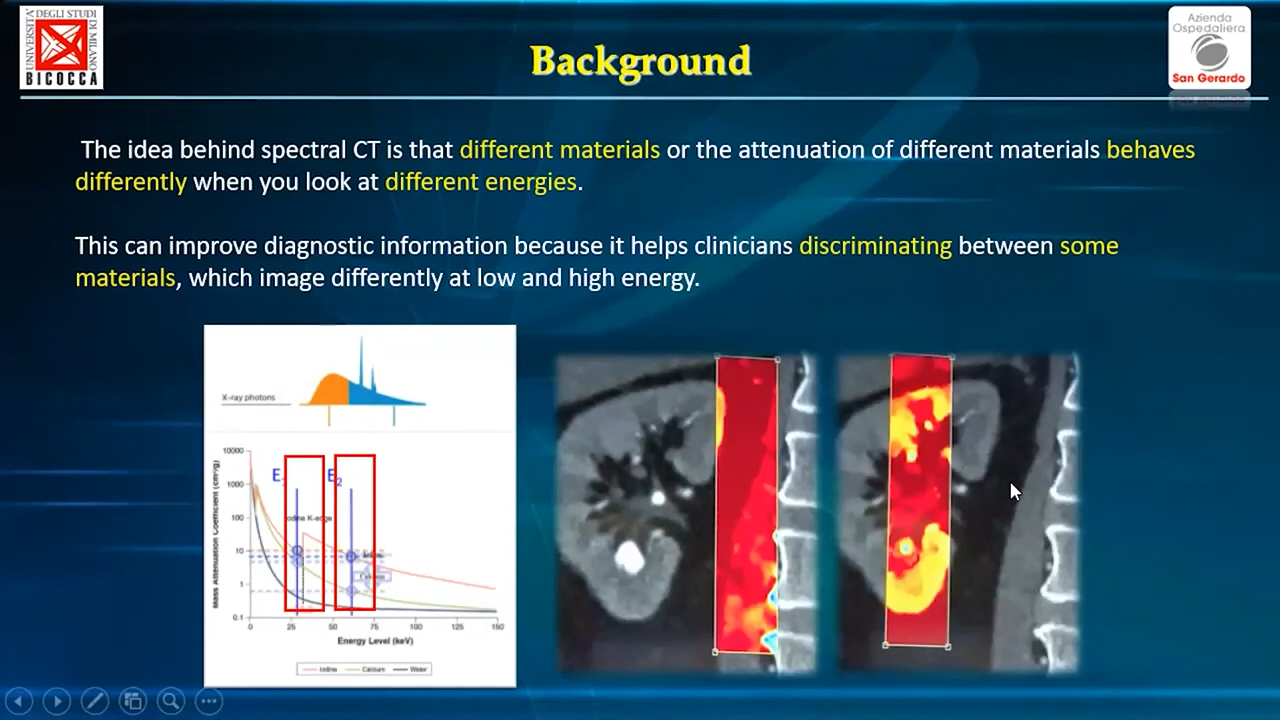 UNIVERSITÀ
DEGLI STUDI
DI MILANO
BICOCCA
Background
Azienda
Ospedaliera
San Gerardo
The idea behind spectral CT is that different materials or the attenuation of different materials behaves
differently when you look at different energies.
This can improve diagnostic information because it helps clinicians discriminating between some
materials, which image differently at low and high energy.
X-ray photons
Mass Attenuation Coefficient (cm²/g)
10000
1000
100
10
1
0.1
E
E2
Iodine K-edge
Iodine
Calcium
0 25 50 75 100 125 150
Energy Level (keV)
Iodine Calcium Water